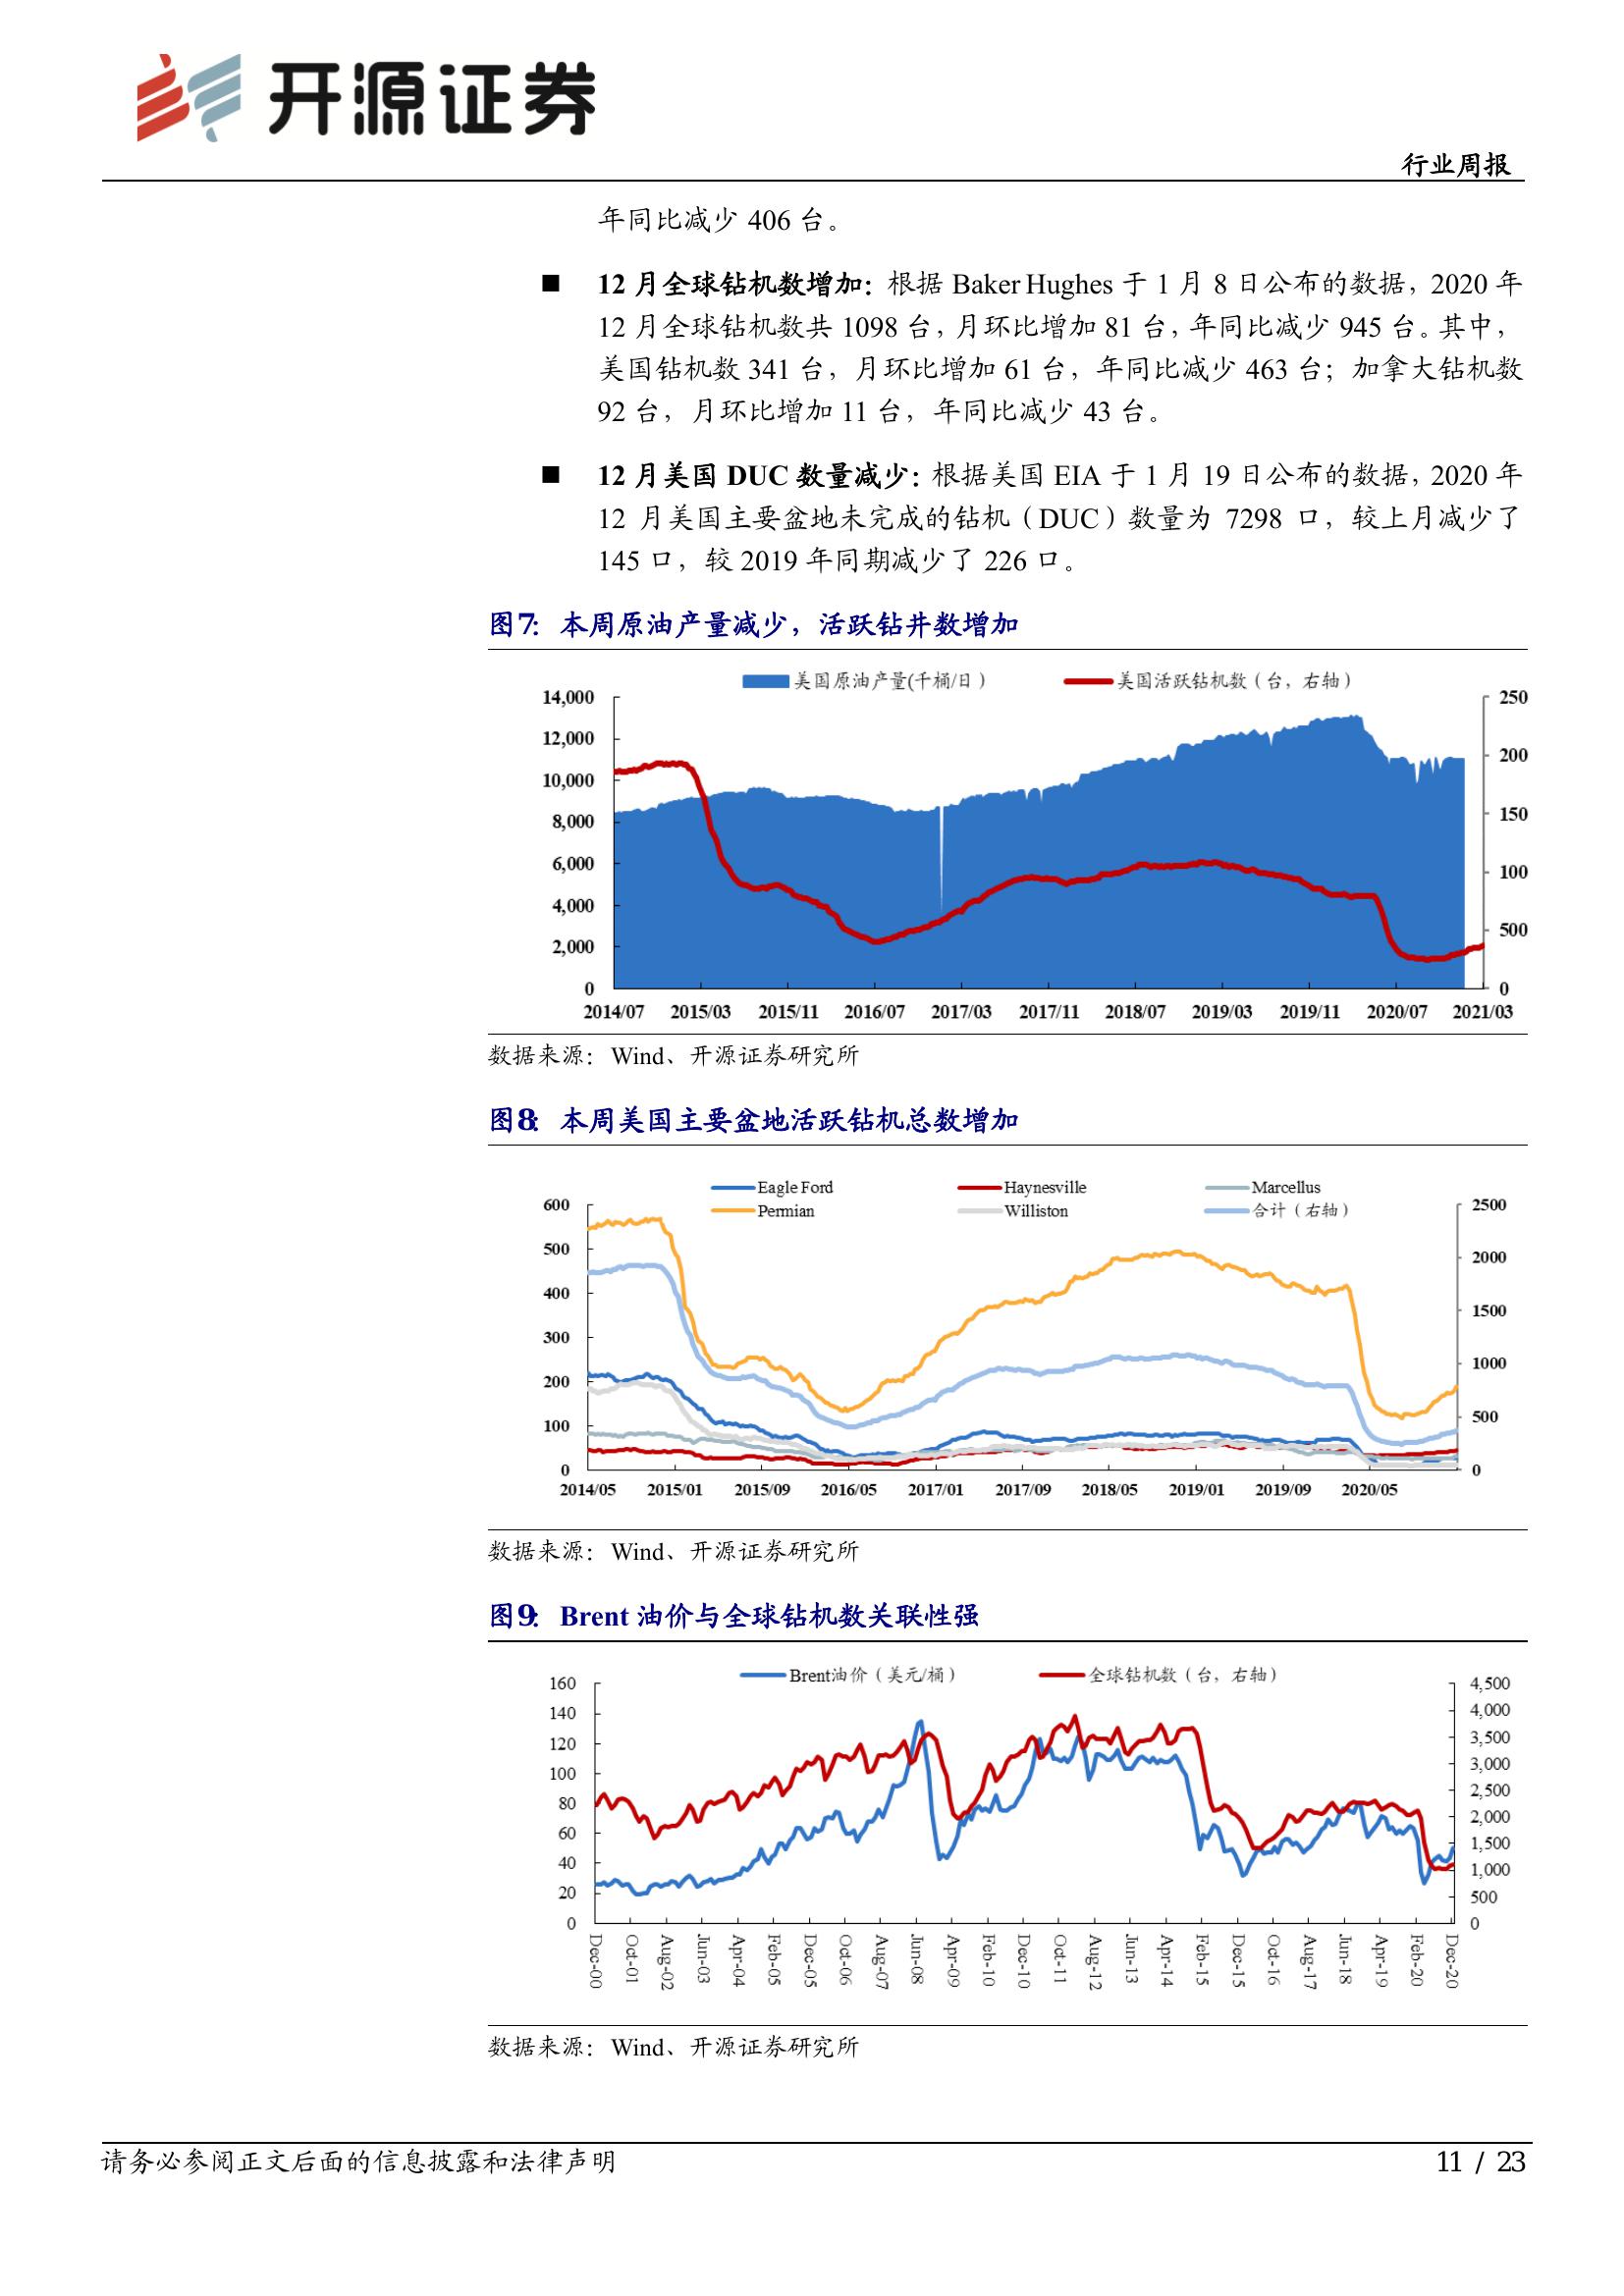 开源证券
行业周报
年同比减少 406 台。
■ 12 月全球钻机数增加：根据 Baker Hughes 于 1 月 8 日公布的数据，2020 年
12 月全球钻机数共 1098 台，月环比增加 81 台，年同比减少 945 台。其中，
美国钻机数 341 台，月环比增加 61 台，年同比减少 463 台；加拿大钻机数
92 台，月环比增加 11 台，年同比减少 43 台。
■ 12 月美国 DUC 数量减少：根据美国 EIA 于 1 月 19 日公布的数据，2020 年
12 月美国主要盆地未完成的钻机（DUC）数量为 7298 口，较上月减少了
145 口，较 2019 年同期减少了 226 口。
图7：本周原油产量减少，活跃钻井数增加
美国原油产量(千桶/日） 美国活跃钻机数（台，右轴）
14,000 250
12,000
200
10,000
8,000 150
6,000
100
4,000
500
2,000
0 0
2014/07 2015/03 2015/11 2016/07 2017/03 2017/11 2018/07 2019/03 2019/11 2020/07 2021/03
数据来源：Wind、开源证券研究所
图8：本周美国主要盆地活跃钻机总数增加
Eagle Ford Haynesville Marcellus
600 2500
Permian Williston 合计（右轴）
500
2000
400
1500
300
1000
200
500
100
0 0
2014/05 2015/01 2015/09 2016/05 2017/01 2017/09 2018/05 2019/01 2019/09 2020/05
数据来源：Wind、开源证券研究所
图9：Brent 油价与全球钻机数关联性强
Brent油价（美元/桶） 全球钻机数（台，右轴）
160 4,500
140 4,000
120 3,500
3,000
100
2,500
80
2,000
60
1,500
40
1,000
20 500
0 0
Dec-00 Oct-01 Aug-02 Jun-03 Apr-04 Feb-05 Dec-05 Oct-06 Aug-07 Jun-08 Apr-09 Feb-10 Dec-10 Oct-11 Aug-12 Jun-13 Apr-14 Feb-15 Dec-15 Oct-16 Aug-17 Jun-18 Apr-19 Feb-20 Dec-20
数据来源：Wind、开源证券研究所
请务必参阅正文后面的信息披露和法律声明 11 / 23